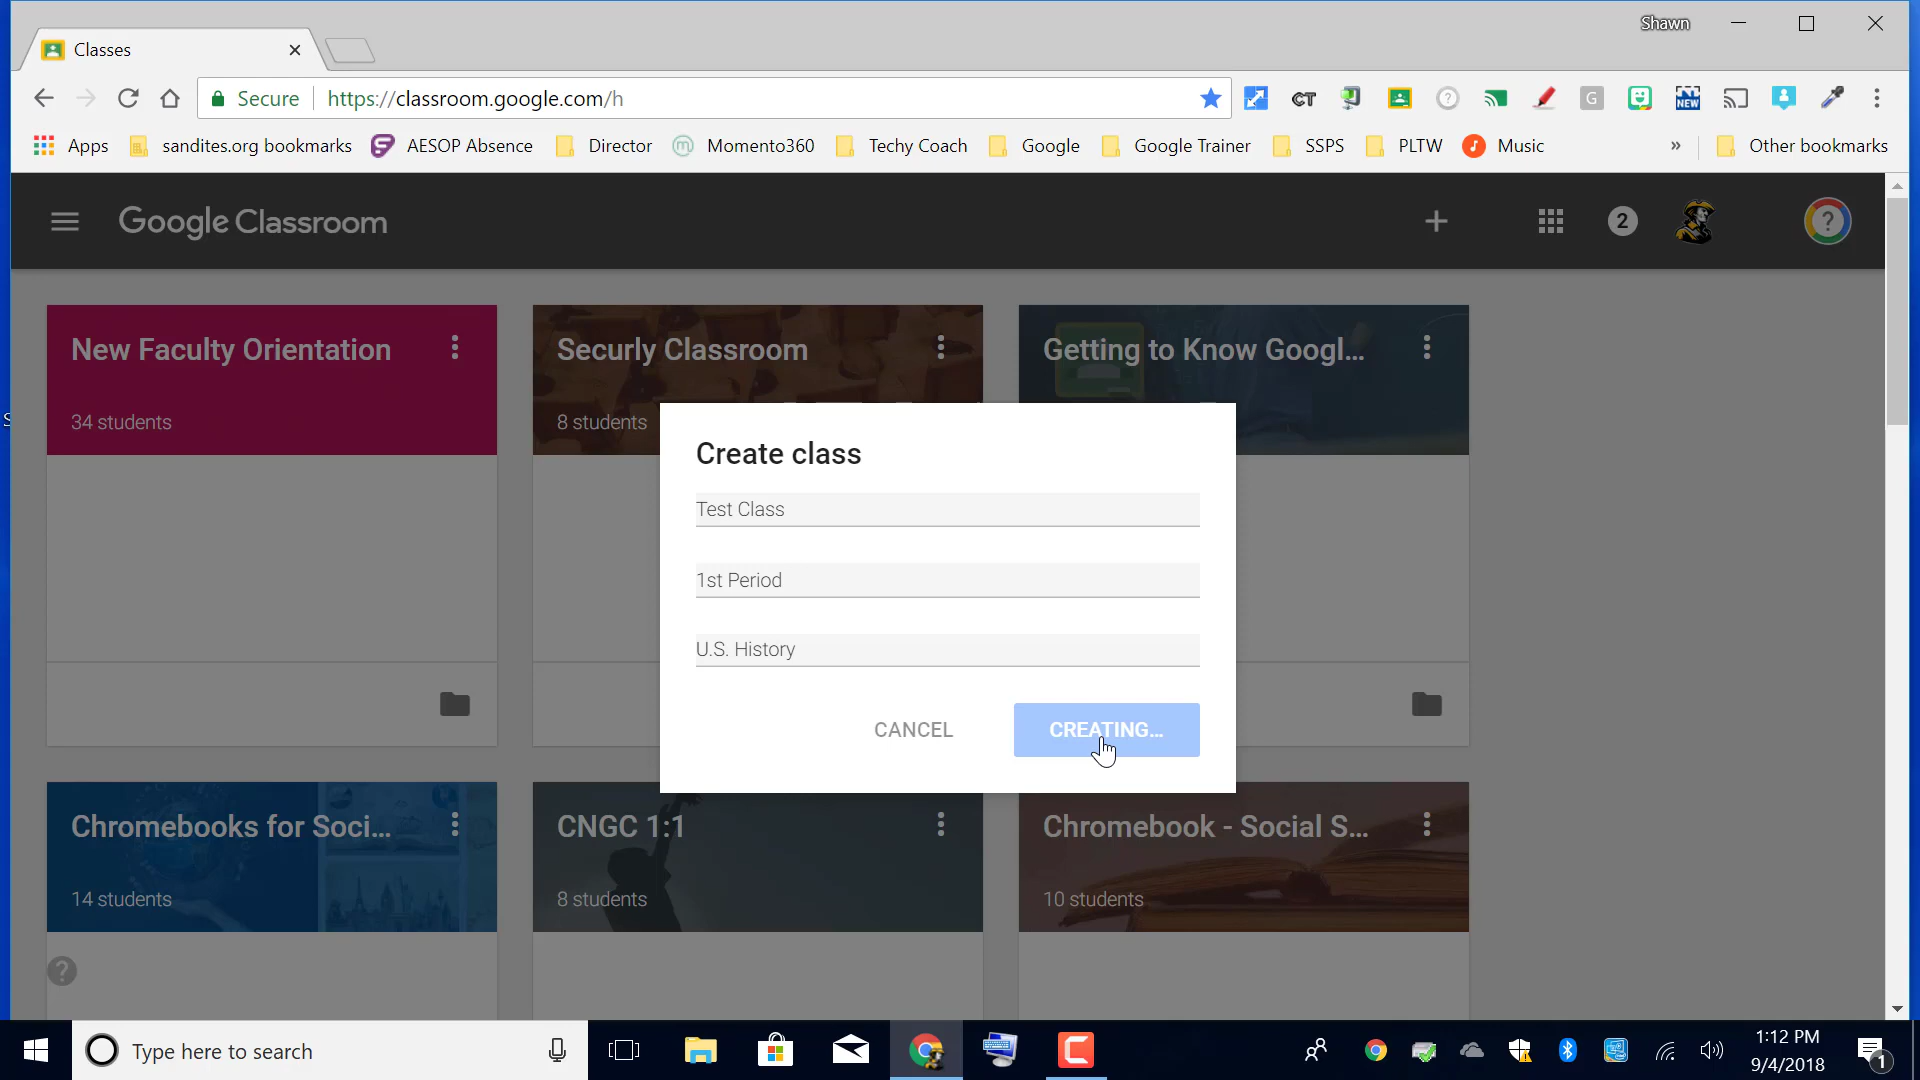 Shawn
Classes
Secure https://classroom.google.com/h
CT G NEW
Apps sandites.org bookmarks AESOP Absence Director Momento360 Techy Coach Google Google Trainer SSPS PLTW Music » Other bookmarks
Google Classroom 2 ?
New Faculty Orientation
34 students
Securly Classroom
8 students
Getting to Know Googl...
Create class
Test Class
1st Period
U.S. History
CANCEL CREATING...
Chromebooks for Soci...
14 students
CNGC 1:1
8 students
Chromebook - Social S...
10 students
?
Type here to search
1:12 PM
9/4/2018
1